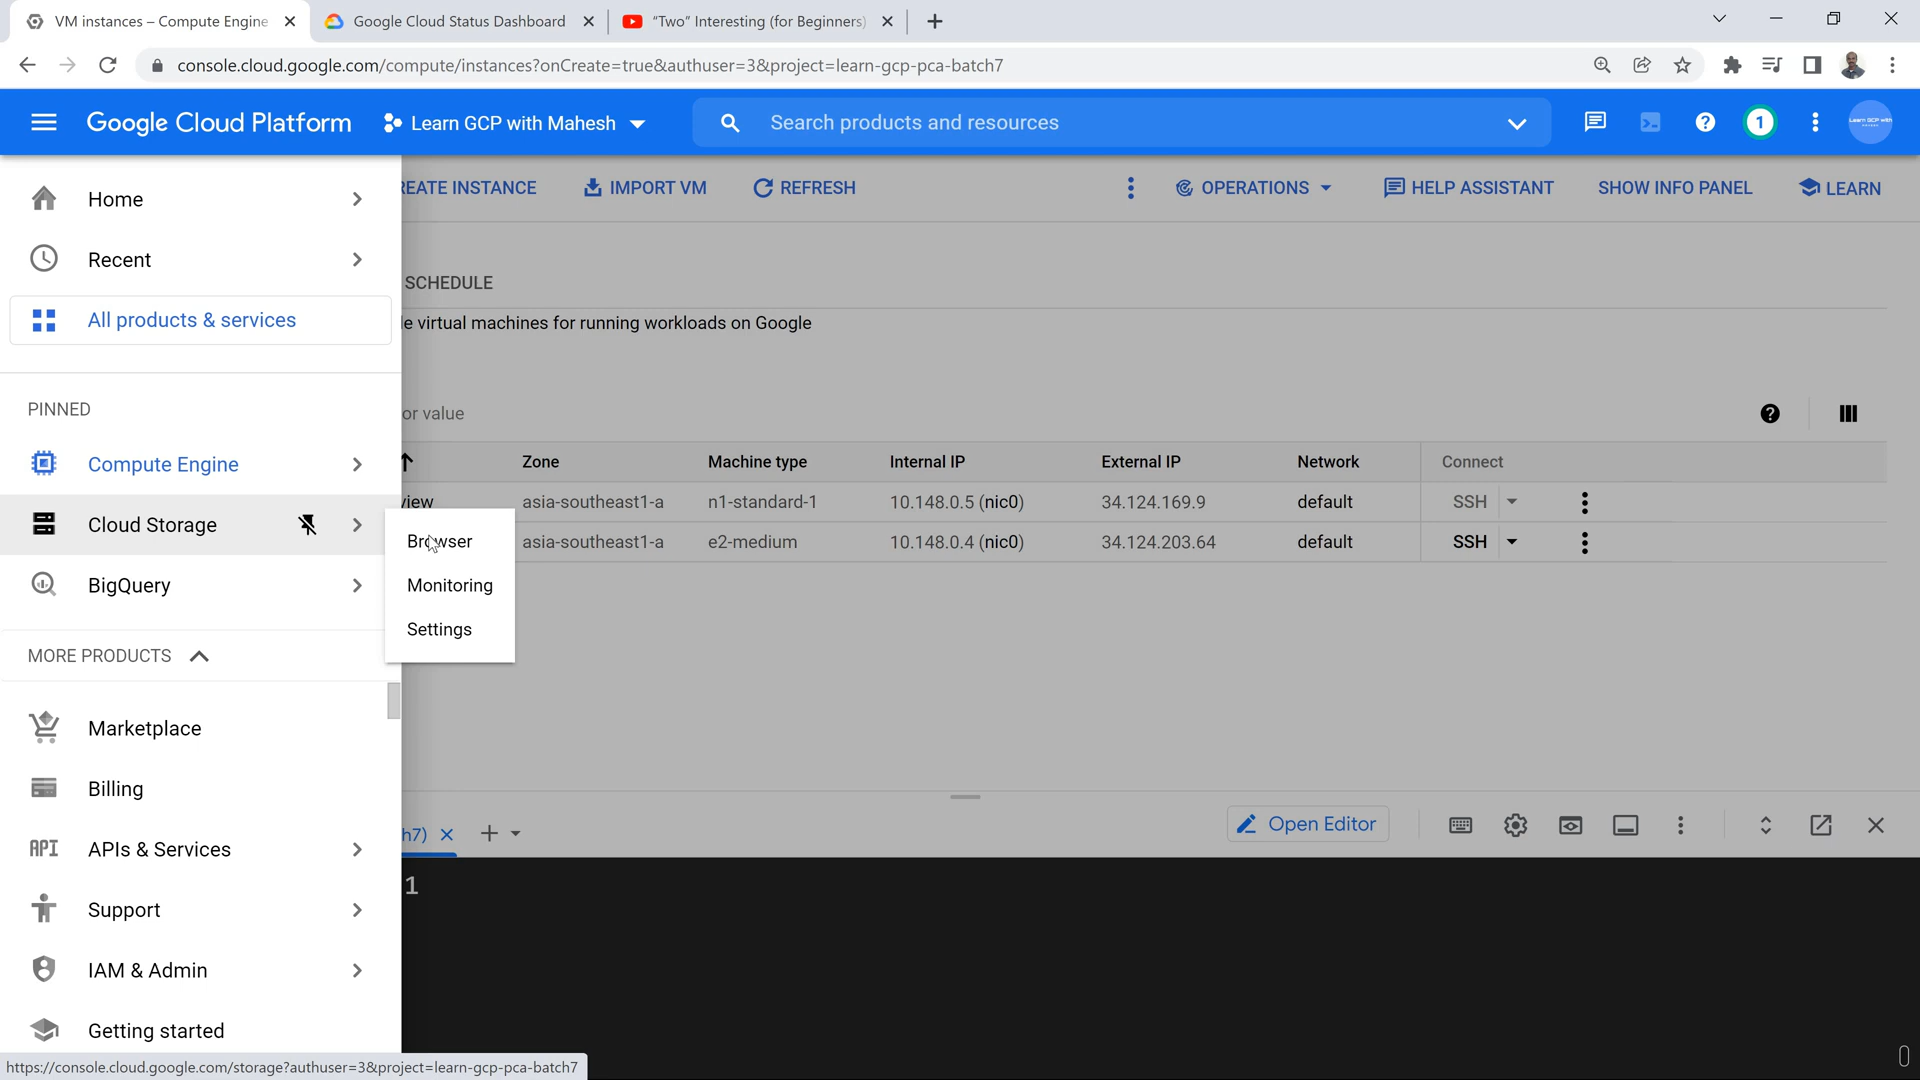 VM instances – Compute Engine
Google Cloud Status Dashboard
“Two” Interesting (for Beginners)
console.cloud.google.com/compute/instances?onCreate=true&authuser=3&project=learn-gcp-pca-batch7
Google Cloud Platform
Learn GCP with Mahesh
Search products and resources
1
Learn GCP with
Home
REATE INSTANCE
IMPORT VM
REFRESH
OPERATIONS
HELP ASSISTANT
SHOW INFO PANEL
LEARN
Recent
SCHEDULE
All products & services
le virtual machines for running workloads on Google
PINNED
or value
Compute Engine
Zone
Machine type
Internal IP
External IP
Network
Connect
view
asia-southeast1-a
n1-standard-1
10.148.0.5 (nic0)
34.124.169.9
default
SSH
Cloud Storage
Browser
asia-southeast1-a
e2-medium
10.148.0.4 (nic0)
34.124.203.64
default
SSH
BigQuery
Monitoring
Settings
MORE PRODUCTS
Marketplace
Billing
h7)
Open Editor
API
APIs & Services
1
Support
IAM & Admin
Getting started
https://console.cloud.google.com/storage?authuser=3&project=learn-gcp-pca-batch7